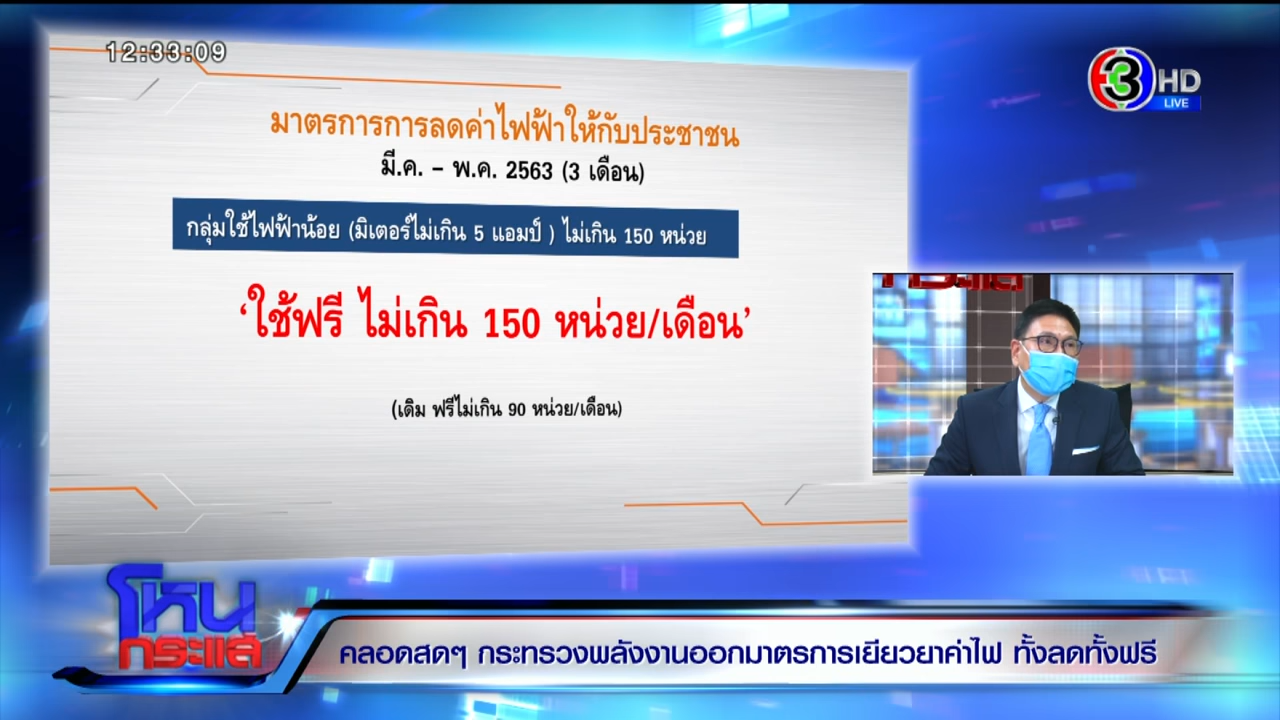 12:33:09
3 HD
LIVE
มาตรการการลดค่าไฟฟ้าให้กับประชาชน
มี.ค. – พ.ค. 2563 (3 เดือน)
กลุ่มใช้ไฟฟ้าน้อย (มิเตอร์ไม่เกิน 5 แอมป์ ) ไม่เกิน 150 หน่วย
‘ใช้ฟรี ไม่เกิน 150 หน่วย/เดือน’
(เดิม ฟรีไม่เกิน 90 หน่วย/เดือน)
โหน
กระแส
คลอดสดๆ กระทรวงพลังงานออกมาตรการเยียวยาค่าไฟ ทั้งลดทั้งฟรี